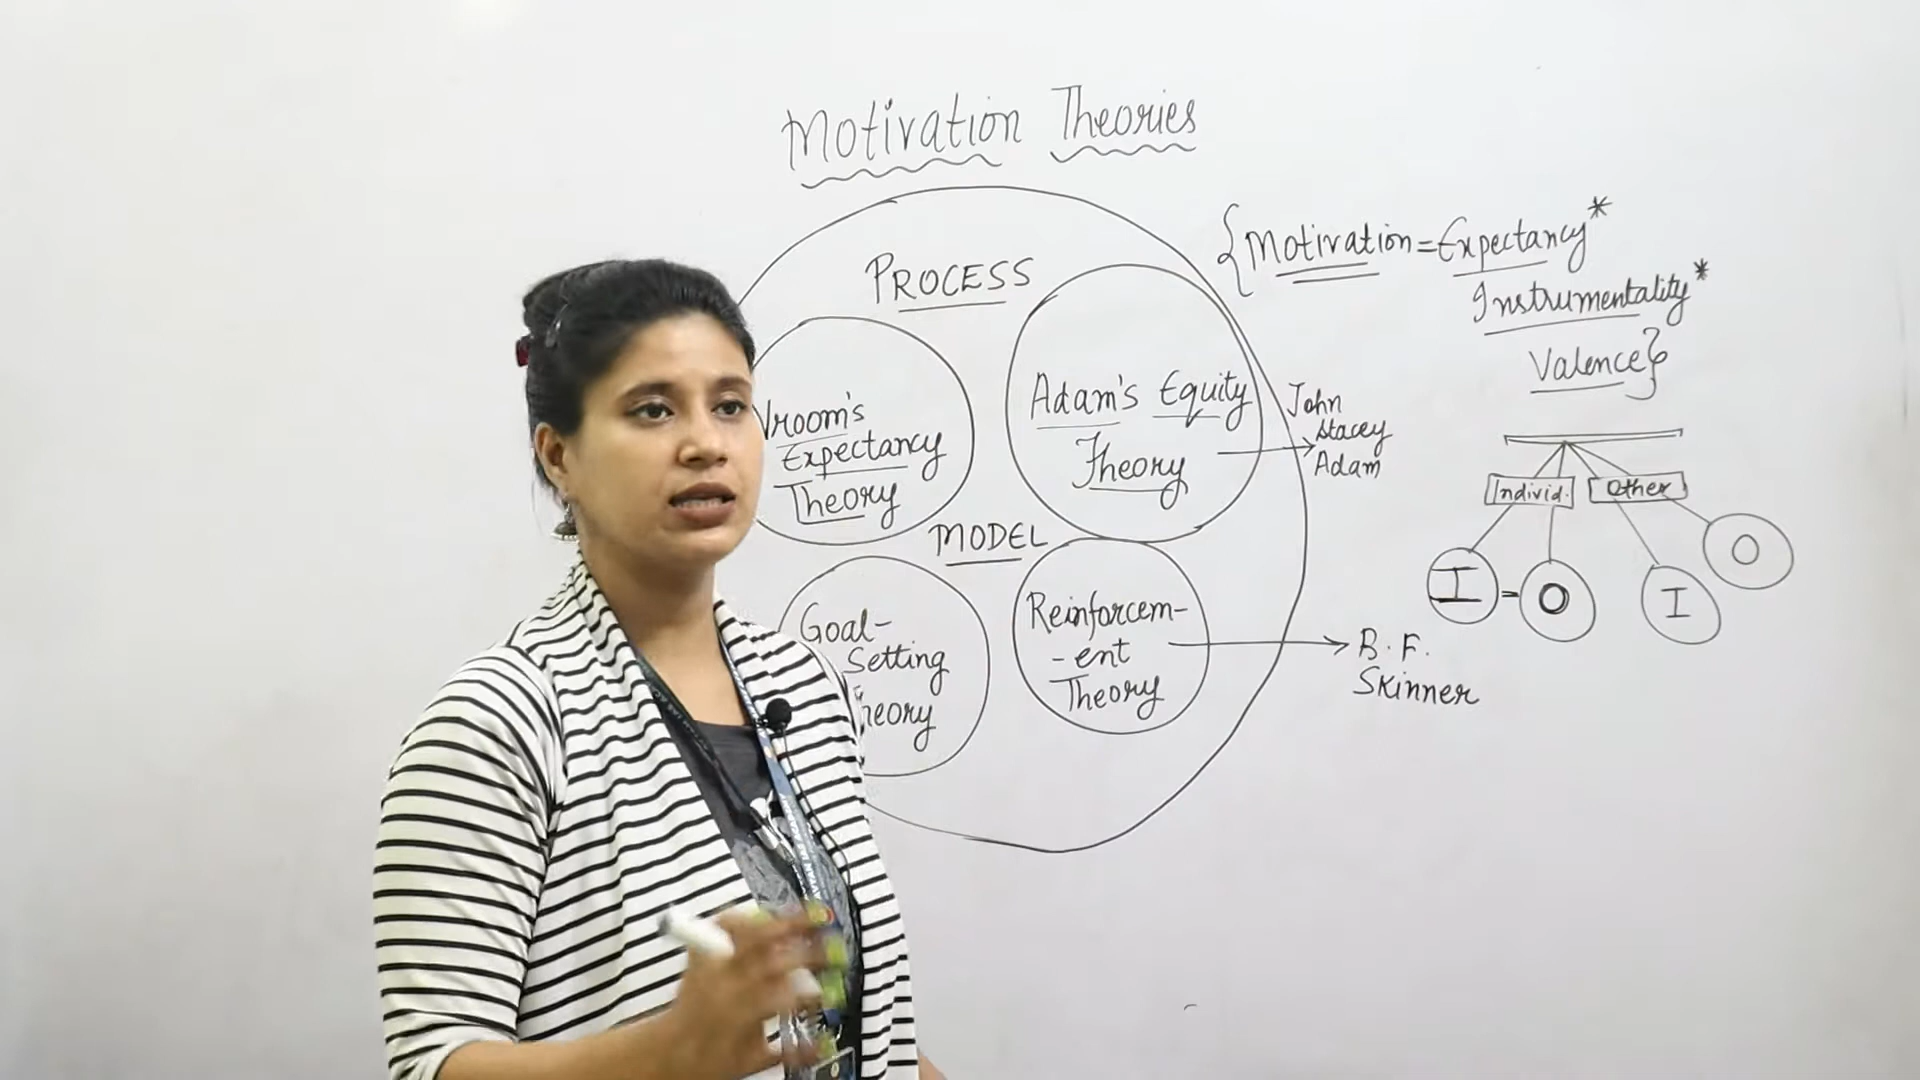 Motivation Theories
PROCESS
Vroom's
Expectancy
Theory
Adam's Equity
Theory
MODEL
Goal-
Setting
Theory
Reinforcem-
-ent
Theory
{Motivation=Expectancy*
Instrumentality*
Valence}
John
Stacey
Adam
Individ.
Other
I
=
O
I
O
B. F.
Skinner